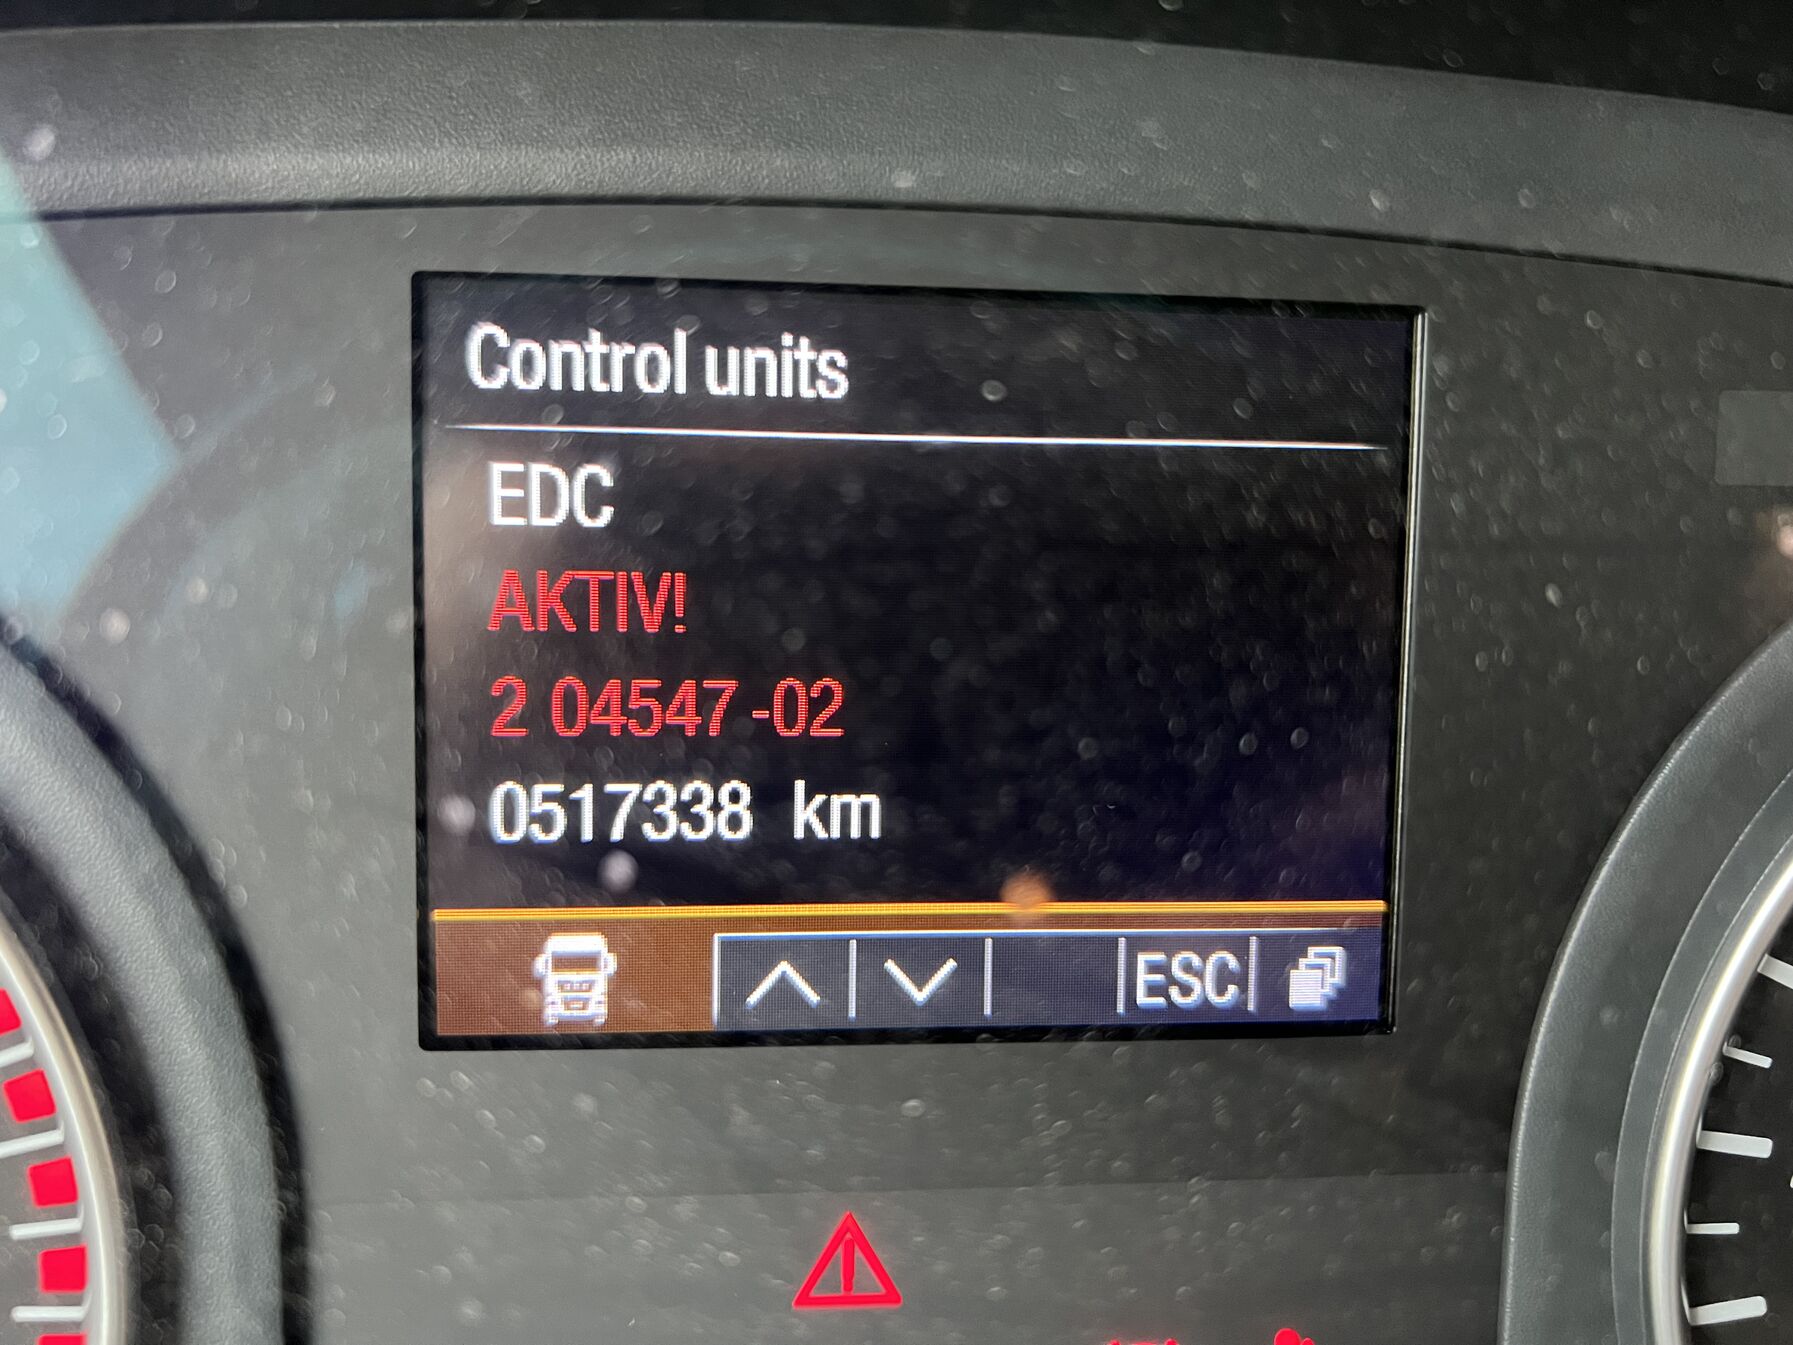 Control units
EDC
AKTIV!
2 04547 -02
0517338 km
ESC